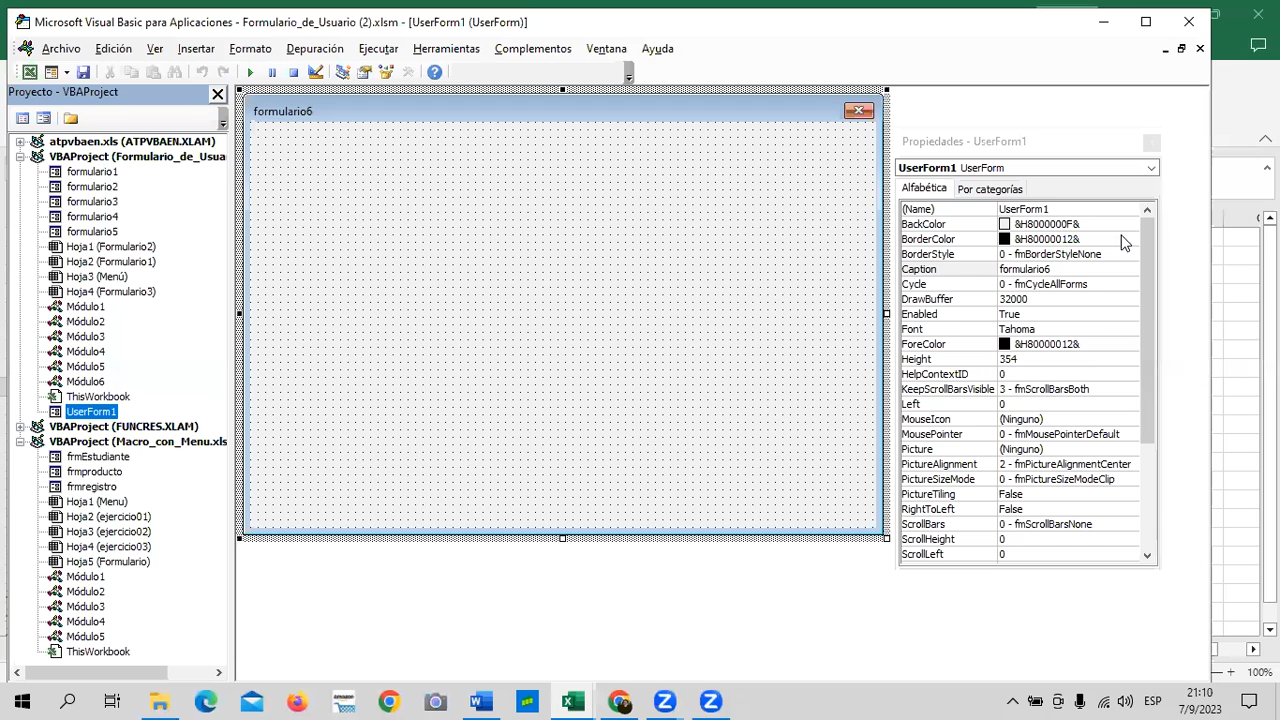 Microsoft Visual Basic para Aplicaciones - Formulario_de_Usuario (2).xlsm - [UserForm1 (UserForm)]
Archivo Edición Ver Insertar Formato Depuración Ejecutar Herramientas Complementos Ventana Ayuda
Proyecto - VBAProject
atpvbaen.xls (ATPVBAEN.XLAM)
VBAProject (Formulario_de_Usua
formulario1
formulario2
formulario3
formulario4
formulario5
Hoja1 (Formulario2)
Hoja2 (Formulario1)
Hoja3 (Menú)
Hoja4 (Formulario3)
Módulo1
Módulo2
Módulo3
Módulo4
Módulo5
Módulo6
ThisWorkbook
UserForm1
VBAProject (FUNCRES.XLAM)
VBAProject (Macro_con_Menu.xls
frmEstudiante
frmproducto
frmregistro
Hoja1 (Menu)
Hoja2 (ejercicio01)
Hoja3 (ejercicio02)
Hoja4 (ejercicio03)
Hoja5 (Formulario)
Módulo1
Módulo2
Módulo3
Módulo4
Módulo5
ThisWorkbook
formulario6
Propiedades - UserForm1
UserForm1 UserForm
Alfabética Por categorías
(Name) UserForm1
BackColor &H8000000F&
BorderColor &H80000012&
BorderStyle 0 - fmBorderStyleNone
Caption formulario6
Cycle 0 - fmCycleAllForms
DrawBuffer 32000
Enabled True
Font Tahoma
ForeColor &H80000012&
Height 354
HelpContextID 0
KeepScrollBarsVisible 3 - fmScrollBarsBoth
Left 0
MouseIcon (Ninguno)
MousePointer 0 - fmMousePointerDefault
Picture (Ninguno)
PictureAlignment 2 - fmPictureAlignmentCenter
PictureSizeMode 0 - fmPictureSizeModeClip
PictureTiling False
RightToLeft False
ScrollBars 0 - fmScrollBarsNone
ScrollHeight 0
ScrollLeft 0
100%
ESP
21:10
7/9/2023